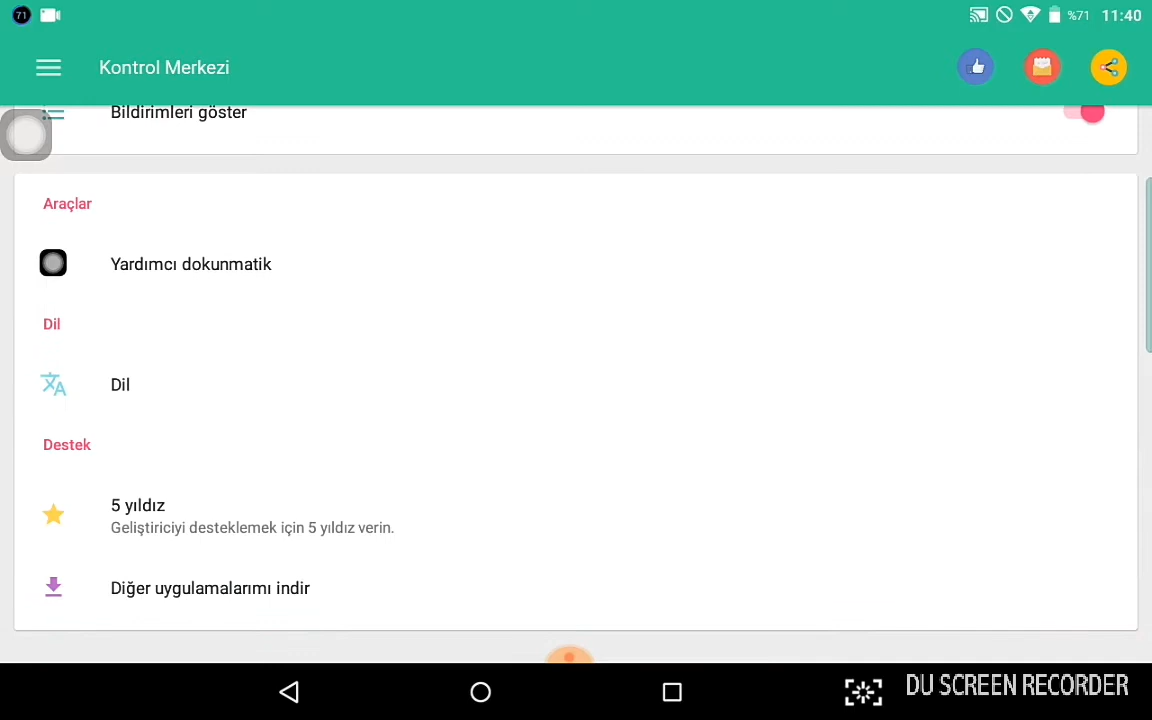 71
%71 11:40
Kontrol Merkezi
Bildirimleri göster
Araçlar
Yardımcı dokunmatik
Dil
Dil
Destek
5 yıldız
Geliştiriciyi desteklemek için 5 yıldız verin.
Diğer uygulamalarımı indir
DU SCREEN RECORDER